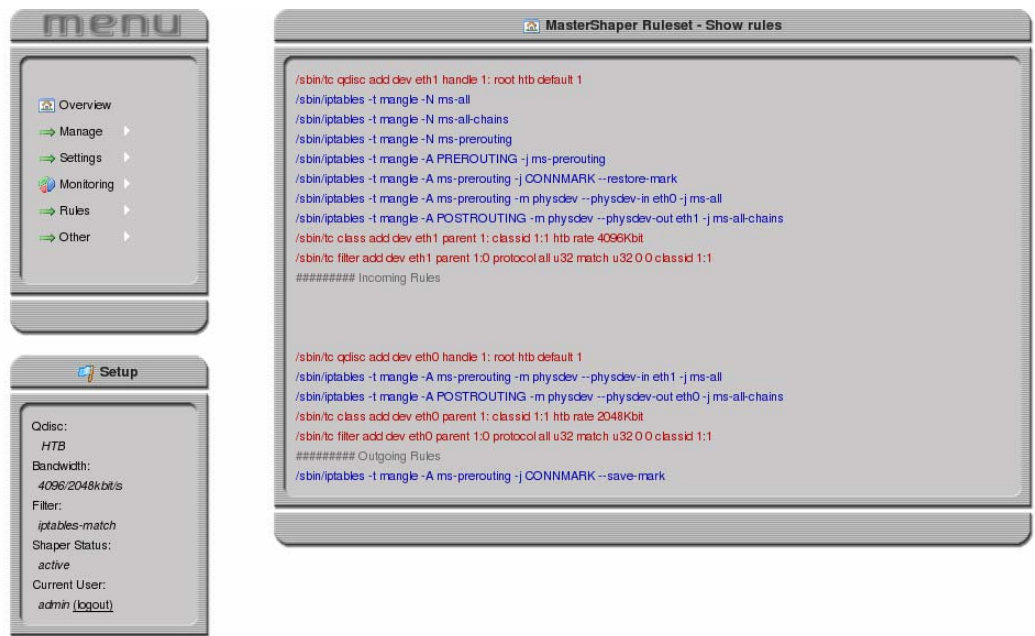 menu
Overview
Manage
Settings
Monitoring
Rules
Other
Setup
Qdisc:
HTB
Bandwidth:
4096/2048kbit/s
Filter:
iptables-match
Shaper Status:
active
Current User:
admin (logout)
MasterShaper Ruleset - Show rules
/sbin/tc qdisc add dev eth1 handle 1: root htb default 1
/sbin/iptables -t mangle -N ms-all
/sbin/iptables -t mangle -N ms-all-chains
/sbin/iptables -t mangle -N ms-prerouting
/sbin/iptables -t mangle -A PREROUTING -j ms-prerouting
/sbin/iptables -t mangle -A ms-prerouting -j CONNMARK --restore-mark
/sbin/iptables -t mangle -A ms-prerouting -m physdev --physdev-in eth0 -j ms-all
/sbin/iptables -t mangle -A POSTROUTING -m physdev --physdev-out eth1 -j ms-all-chains
/sbin/tc class add dev eth1 parent 1: classid 1:1 htb rate 4096Kbit
/sbin/tc filter add dev eth1 parent 1:0 protocol all u32 match u32 0 0 classid 1:1
######### Incoming Rules
/sbin/tc qdisc add dev eth0 handle 1: root htb default 1
/sbin/iptables -t mangle -A ms-prerouting -m physdev --physdev-in eth1 -j ms-all
/sbin/iptables -t mangle -A POSTROUTING -m physdev --physdev-out eth0 -j ms-all-chains
/sbin/tc class add dev eth0 parent 1: classid 1:1 htb rate 2048Kbit
/sbin/tc filter add dev eth0 parent 1:0 protocol all u32 match u32 0 0 classid 1:1
######### Outgoing Rules
/sbin/iptables -t mangle -A ms-prerouting -j CONNMARK --save-mark